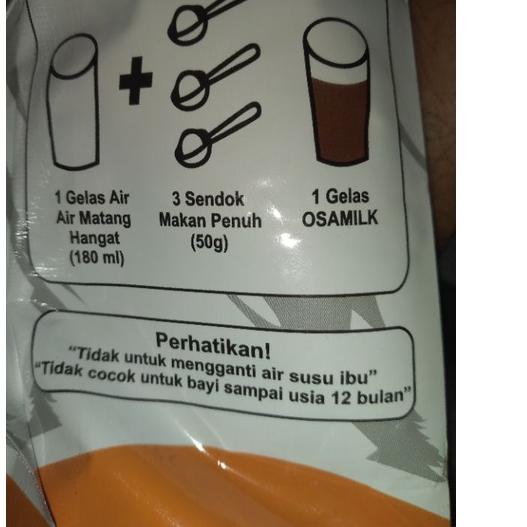 +
1 Gelas Air
Air Matang
Hangat
(180 ml)
3 Sendok
Makan Penuh
(50g)
1 Gelas
OSAMILK
Perhatikan!
"Tidak untuk mengganti air susu ibu"
"Tidak cocok untuk bayi sampai usia 12 bulan"